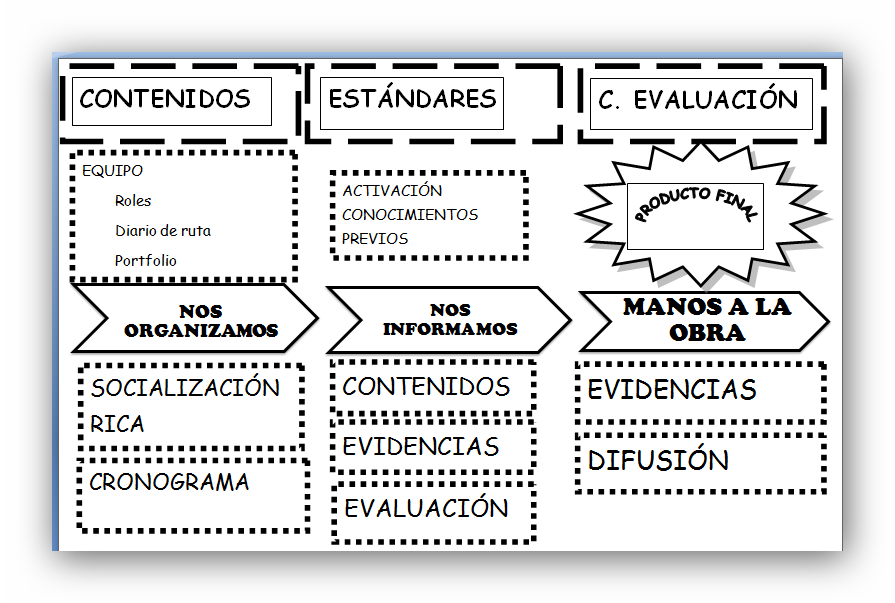 CONTENIDOS
ESTÁNDARES
C. EVALUACIÓN
EQUIPO
Roles
Diario de ruta
Portfolio
ACTIVACIÓN
CONOCIMIENTOS
PREVIOS
PRODUCTO FINAL
NOS
ORGANIZAMOS
NOS
INFORMAMOS
MANOS A LA
OBRA
SOCIALIZACIÓN
RICA
CRONOGRAMA
CONTENIDOS
EVIDENCIAS
EVALUACIÓN
EVIDENCIAS
DIFUSIÓN